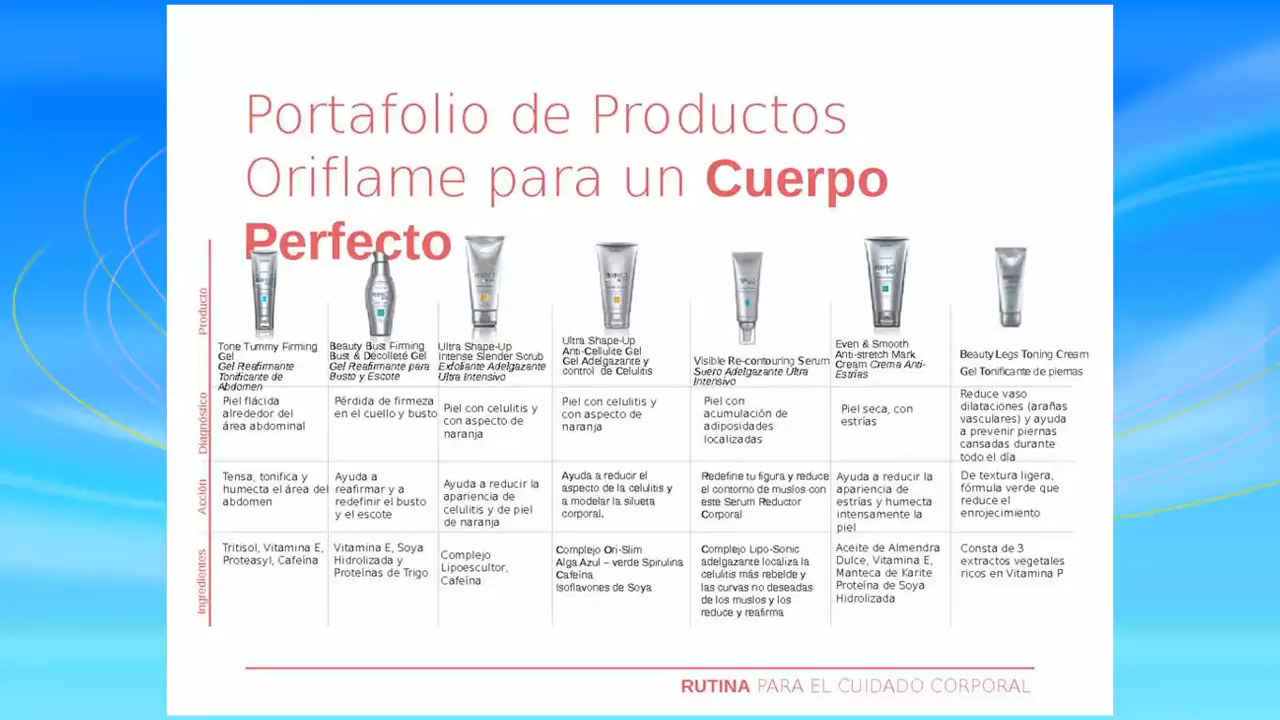 Portafolio de Productos
Oriflame para un Cuerpo
Perfecto
Producto
Tone Tummy Firming
Gel
Gel Reafirmante
Tonificante de
Abdomen
Beauty Bust Firming
Bust & Décolleté Gel
Gel Reafirmante para
Busto y Escote
Ultra Shape-Up
Intense Slender Scrub
Exfoliante Adelgazante
Ultra Intensivo
Ultra Shape-Up
Anti-Cellulite Gel
Gel Adelgazante y
control de Celulitis
Visible Re-contouring Serum
Suero Adelgazante Ultra
Intensivo
Even & Smooth
Anti-stretch Mark
Cream Crema Anti-
Estrías
Beauty Legs Toning Cream
Gel Tonificante de piernas
Diagnóstico
Piel flácida
alrededor del
área abdominal
Pérdida de firmeza
en el cuello y busto
Piel con celulitis y
con aspecto de
naranja
Piel con celulitis y
con aspecto de
naranja
Piel con
acumulación de
adiposidades
localizadas
Piel seca, con
estrías
Reduce vaso
dilataciones (arañas
vasculares) y ayuda
a prevenir piernas
cansadas durante
todo el día
Acción
Tensa, tonifica y
humecta el área del
abdomen
Ayuda a
reafirmar y a
redefinir el busto
y el escote
Ayuda a reducir la
apariencia de
celulitis y de piel
de naranja
Ayuda a reducir el
aspecto de la celulitis y
a modelar la silueta
corporal.
Redefine tu figura y reduce
el contorno de muslos con
este Serum Reductor
Corporal
Ayuda a reducir la
apariencia de
estrías y humecta
intensamente la
piel
De textura ligera,
fórmula verde que
reduce el
enrojecimiento
Ingredientes
Tritisol, Vitamina E,
Proteasyl, Cafeína
Vitamina E, Soya
Hidrolizada y
Proteínas de Trigo
Complejo
Lipoescultor,
Cafeína
Complejo Ori-Slim
Alga Azul – verde Spirulina
Cafeína
Isoflavones de Soya
Complejo Lipo-Sonic
adelgazante localiza la
celulitis más rebelde y
las curvas no deseadas
de los muslos y los
reduce y reafirma
Aceite de Almendra
Dulce, Vitamina E,
Manteca de Karite
Proteína de Soya
Hidrolizada
Consta de 3
extractos vegetales
ricos en Vitamina P
RUTINA PARA EL CUIDADO CORPORAL